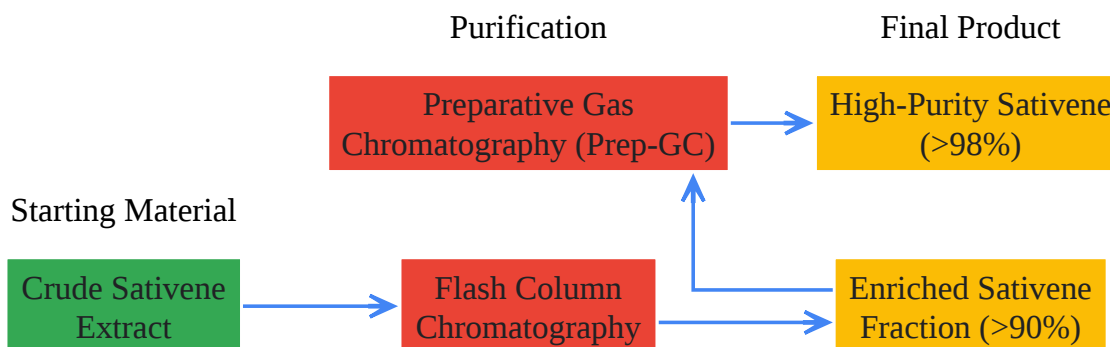 Purification
Final Product
Preparative Gas
Chromatography (Prep-GC)
High-Purity Sativene
(>98%)
Starting Material
Crude Sativene
Extract
Flash Column
Chromatography
Enriched Sativene
Fraction (>90%)